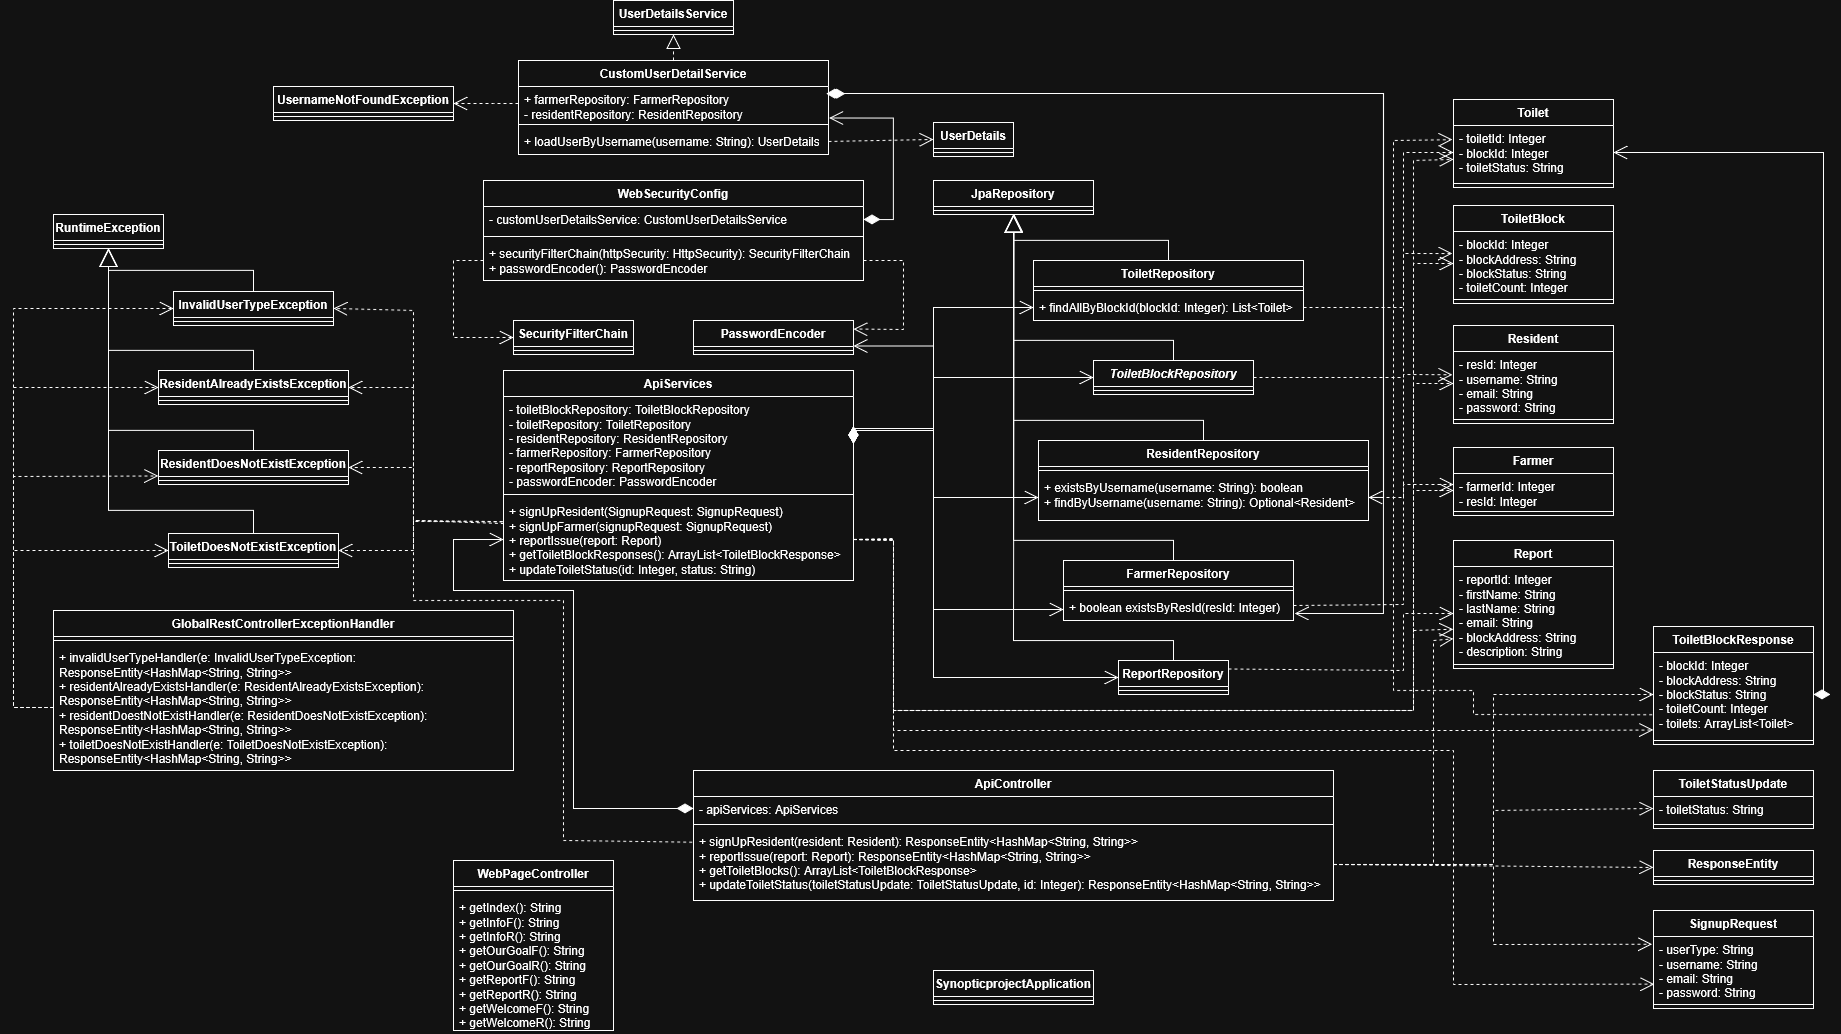 UserDetailsService
CustomUserDetailService
+ farmerRepository: FarmerRepository
- residentRepository: ResidentRepository
+ loadUserByUsername(username: String): UserDetails
UsernameNotFoundException
UserDetails
WebSecurityConfig
- customUserDetailsService: CustomUserDetailsService
+ securityFilterChain(httpSecurity: HttpSecurity): SecurityFilterChain
+ passwordEncoder(): PasswordEncoder
JpaRepository
RuntimeException
InvalidUserTypeException
ResidentAlreadyExistsException
ResidentDoesNotExistException
ToiletDoesNotExistException
SecurityFilterChain
PasswordEncoder
ToiletRepository
+ findAllByBlockId(blockId: Integer): List<Toilet>
ToiletBlockRepository
ResidentRepository
+ existsByUsername(username: String): boolean
+ findByUsername(username: String): Optional<Resident>
FarmerRepository
+ boolean existsByResId(resId: Integer)
ReportRepository
ApiServices
- toiletBlockRepository: ToiletBlockRepository
- toiletRepository: ToiletRepository
- residentRepository: ResidentRepository
- farmerRepository: FarmerRepository
- reportRepository: ReportRepository
- passwordEncoder: PasswordEncoder
+ signUpResident(SignupRequest: SignupRequest)
+ signUpFarmer(signupRequest: SignupRequest)
+ reportIssue(report: Report)
+ getToiletBlockResponses(): ArrayList<ToiletBlockResponse>
+ updateToiletStatus(id: Integer, status: String)
GlobalRestControllerExceptionHandler
+ invalidUserTypeHandler(e: InvalidUserTypeException:
ResponseEntity<HashMap<String, String>>
+ residentAlreadyExistsHandler(e: ResidentAlreadyExistsException):
ResponseEntity<HashMap<String, String>>
+ residentDoestNotExistHandler(e: ResidentDoesNotExistException):
ResponseEntity<HashMap<String, String>>
+ toiletDoesNotExistHandler(e: ToiletDoesNotExistException):
ResponseEntity<HashMap<String, String>>
Toilet
- toiletId: Integer
- blockId: Integer
- toiletStatus: String
ToiletBlock
- blockId: Integer
- blockAddress: String
- blockStatus: String
- toiletCount: Integer
Resident
- resId: Integer
- username: String
- email: String
- password: String
Farmer
- farmerId: Integer
- resId: Integer
Report
- reportId: Integer
- firstName: String
- lastName: String
- email: String
- blockAddress: String
- description: String
ToiletBlockResponse
- blockId: Integer
- blockAddress: String
- blockStatus: String
- toiletCount: Integer
- toilets: ArrayList<Toilet>
ApiController
- apiServices: ApiServices
+ signUpResident(resident: Resident): ResponseEntity<HashMap<String, String>>
+ reportIssue(report: Report): ResponseEntity<HashMap<String, String>>
+ getToiletBlocks(): ArrayList<ToiletBlockResponse>
+ updateToiletStatus(toiletStatusUpdate: ToiletStatusUpdate, id: Integer): ResponseEntity<HashMap<String, String>>
ToiletStatusUpdate
- toiletStatus: String
ResponseEntity
SignupRequest
- userType: String
- username: String
- email: String
- password: String
WebPageController
+ getIndex(): String
+ getInfoF(): String
+ getInfoR(): String
+ getOurGoalF(): String
+ getOurGoalR(): String
+ getReportF(): String
+ getReportR(): String
+ getWelcomeF(): String
+ getWelcomeR(): String
SynopticprojectApplication